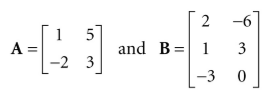 A = [1 5; -2 3] and B = [2 -6; 1 3; -3 0]